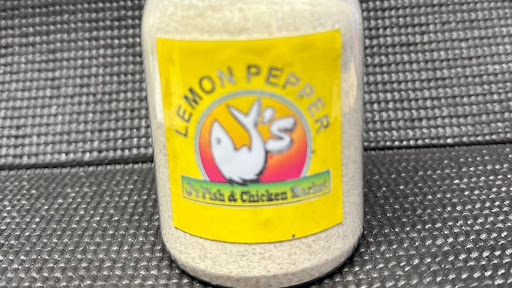 LEMON PEPPER
J's
J's Fish & Chicken Market